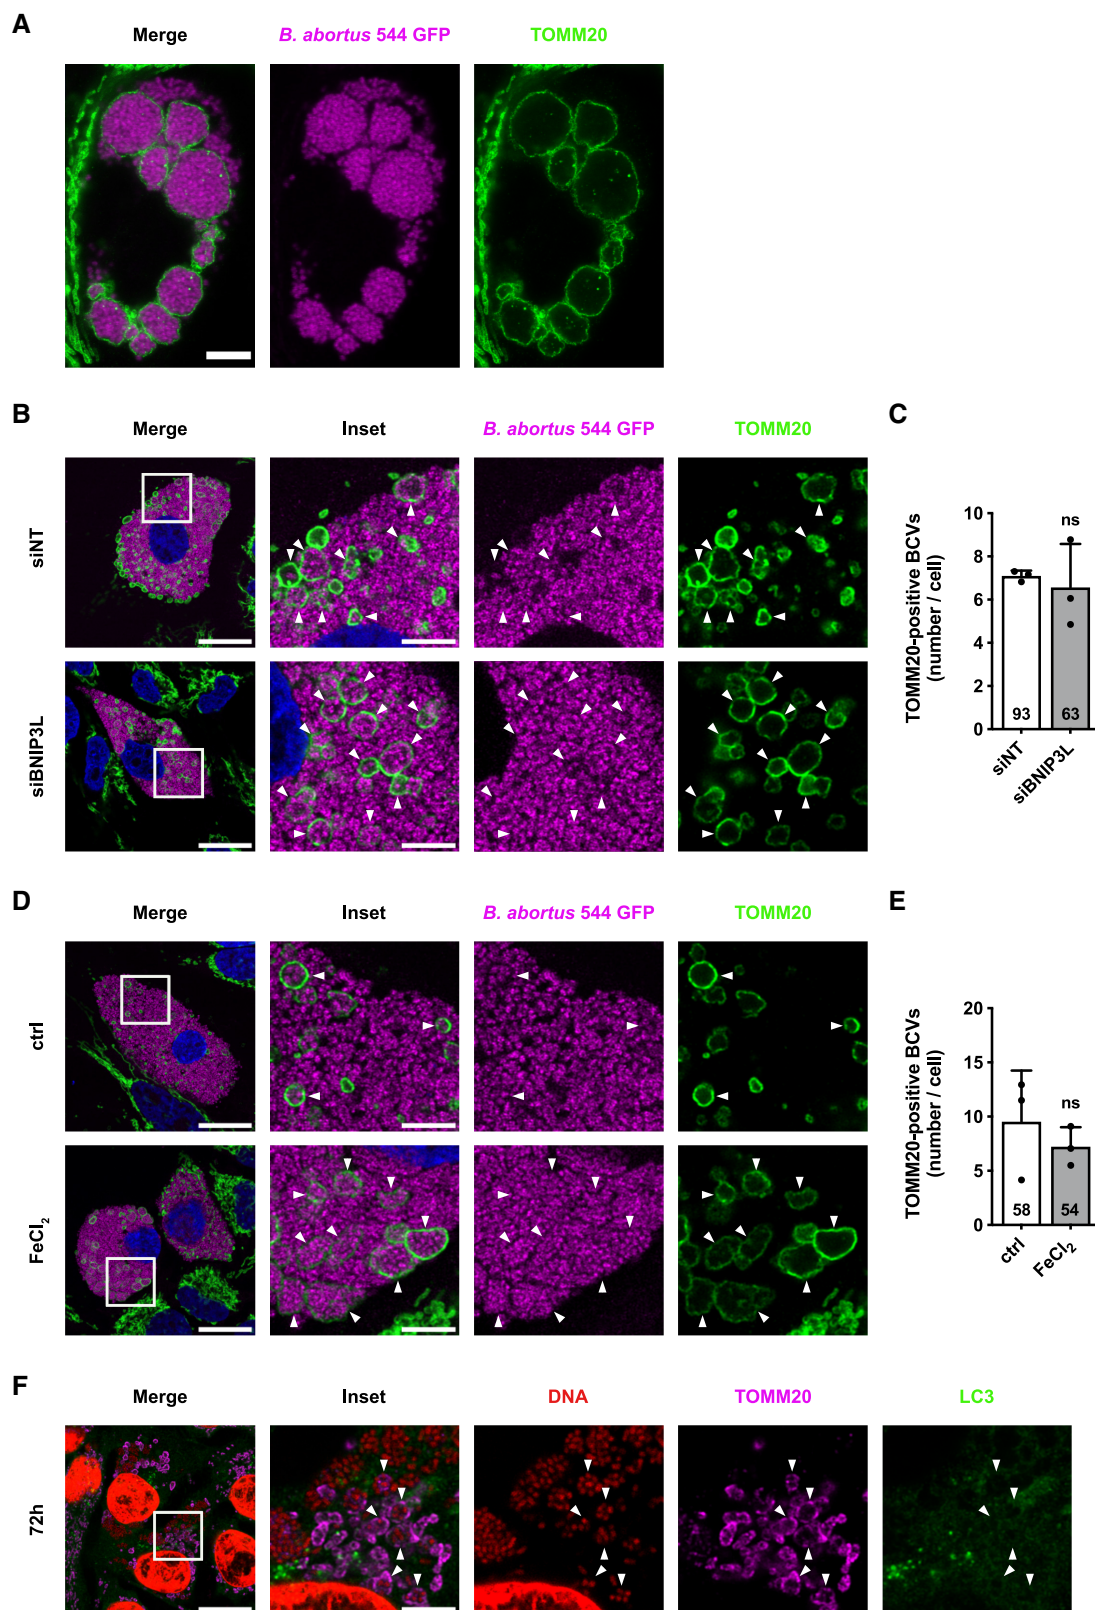 A
Merge
B. abortus 544 GFP
TOMM20
B
Merge
Inset
B. abortus 544 GFP
TOMM20
siNT
siBNIP3L
C
TOMM20-positive BCVs
(number / cell)
10
8
6
4
2
0
ns
93
63
siNT
siBNIP3L
D
Merge
Inset
B. abortus 544 GFP
TOMM20
ctrl
FeCl₂
E
TOMM20-positive BCVs
(number / cell)
20
15
10
5
0
ns
58
54
ctrl
FeCl₂
F
Merge
Inset
DNA
TOMM20
LC3
72h